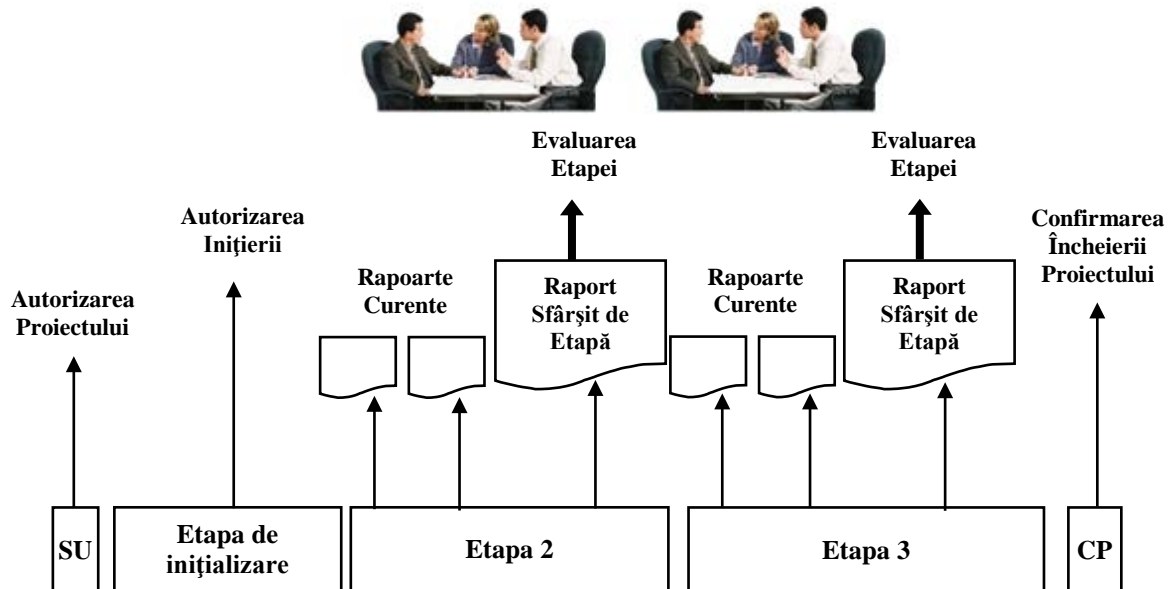 Evaluarea
Etapei
Evaluarea
Etapei
Autorizarea
Iniţierii
Confirmarea
Încheierii
Proiectului
Rapoarte
Curente
Raport
Sfârşit de
Etapă
Rapoarte
Curente
Raport
Sfârşit de
Etapă
Autorizarea
Proiectului
SU
Etapa de
iniţializare
Etapa 2
Etapa 3
CP